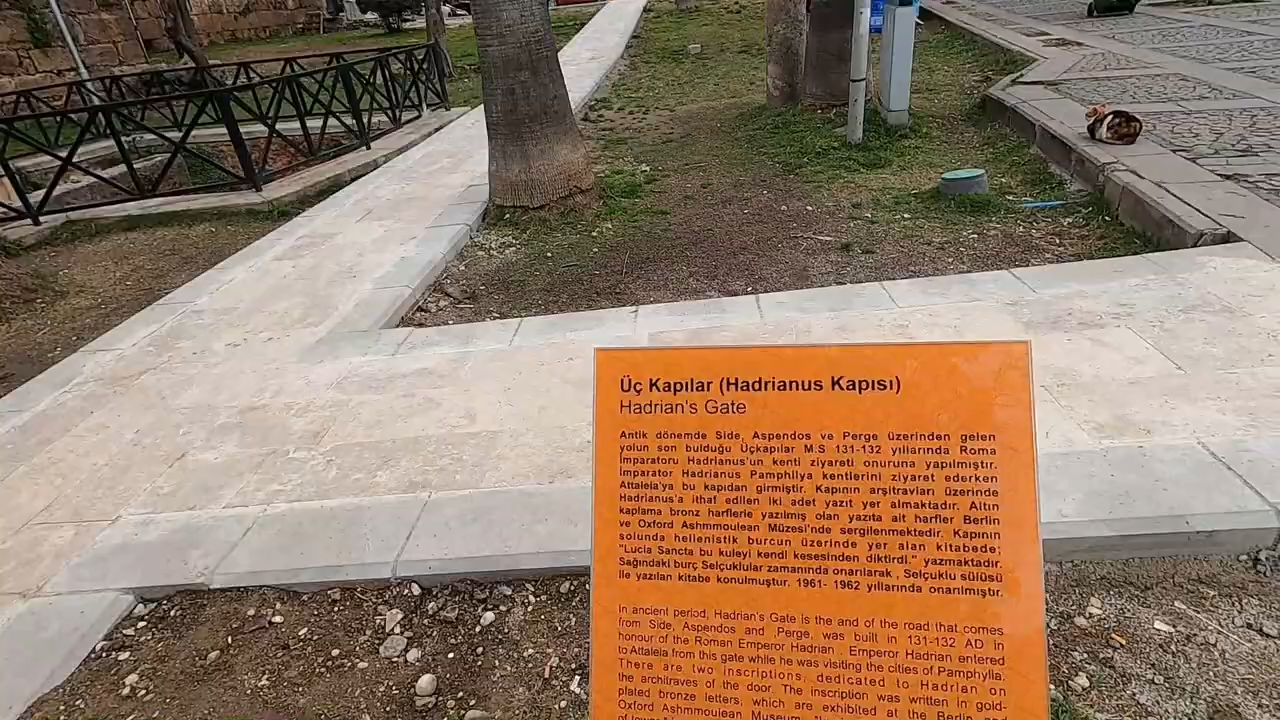 Üç Kapılar (Hadrianus Kapısı)
Hadrian's Gate
Antik dönemde Side, Aspendos ve Perge üzerinden gelen
yolun son bulduğu Üçkapılar M.S 131-132 yıllarında Roma
İmparatoru Hadrianus'un kenti ziyareti onuruna yapılmıştır.
İmparator Hadrianus Pamphilya kentlerini ziyaret ederken
Attaleia'ya bu kapıdan girmiştir. Kapının arşitravları üzerinde
Hadrianus'a ithaf edilen iki adet yazıt yer almaktadır. Altın
kaplama bronz harflerle yazılmış olan yazıta ait harfler Berlin
ve Oxford Ashmmoulean Müzesi'nde sergilenmektedir. Kapının
solunda hellenistik burcun üzerinde yer alan kitabede;
"Lucia Sancta bu kuleyi kendi kesesinden diktirdi." yazmaktadır.
Sağındaki burç Selçuklular zamanında onarılarak , Selçuklu sülüsü
ile yazılan kitabe konulmuştur. 1961- 1962 yıllarında onarılmıştır.
In ancient period, Hadrian's Gate is the and of the road that comes
from Side, Aspendos and ,Perge, was built in 131-132 AD in
honour of the Roman Emperor Hadrian . Emperor Hadrian entered
to Attaleia from this gate while he was visiting the cities of Pamphylia.
There are two inscriptions, dedicated to Hadrian on
the architraves of the door. The inscription was written in gold-
plated bronze letters, which are exhibited at the Berlin and
Oxford Ashmmoulean Museum.